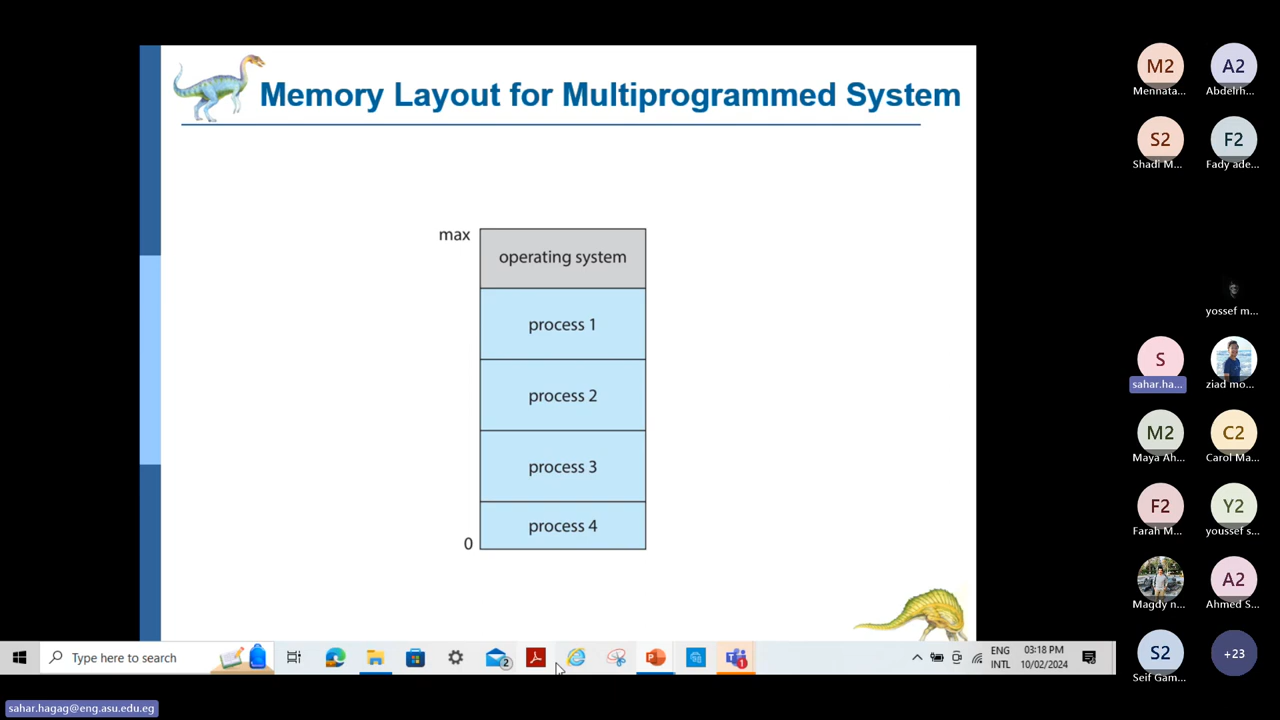 Memory Layout for Multiprogrammed System
max
operating system
process 1
process 2
process 3
process 4
0
M2
Mennata...
A2
Abdelrh...
S2
Shadi M...
F2
Fady ade...
yossef m...
S
sahar.ha...
ziad mo...
M2
Maya Ah...
C2
Carol Ma...
F2
Farah M...
Y2
youssef s...
Magdy n...
A2
Ahmed S...
S2
Seif Gam...
+23
Type here to search
2
1
ENG
INTL
03:18 PM
10/02/2024
sahar.hagag@eng.asu.edu.eg